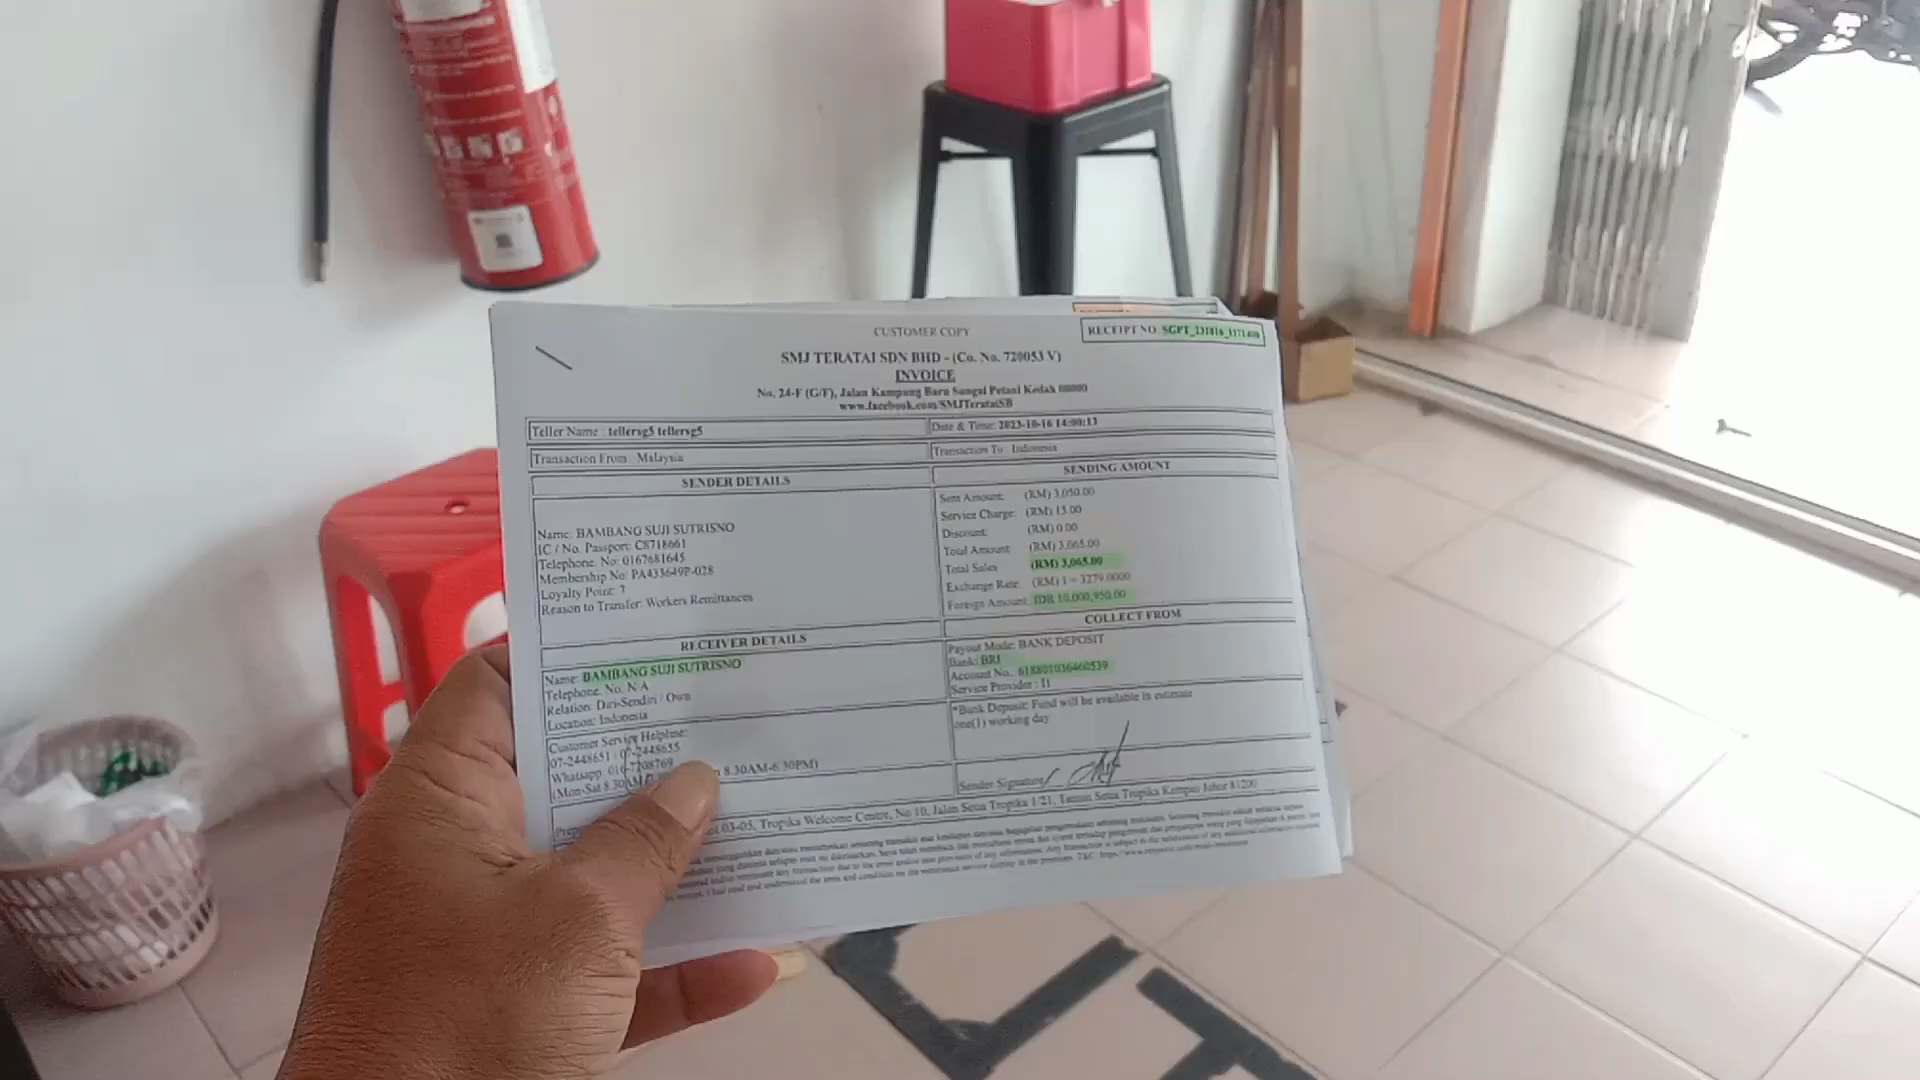 CUSTOMER COPY
RECEIPT NO.
SMJ TERATAI SDN BHD - (Co. No. 720053 V)
INVOICE
No. 24-F (G/F), Jalan Kampung Baru Sungai Petani Kedah 08000
www.facebook.com/SMJTerataiSB
Teller Name : tellersg5 tellersg5
Date & Time: 2023-10-16 14:00:13
Transaction From : Malaysia
Transaction To : Indonesia
SENDER DETAILS
Name: BAMBANG SUJI SUTRISNO
IC / No. Passport: C8718661
Telephone. No: 0167681645
Membership No: PA433649P-028
Loyalty Point: 7
Reason to Transfer: Workers Remittances
SENDING AMOUNT
Sent Amount: (RM) 3,050.00
Service Charge: (RM) 15.00
Discount: (RM) 0.00
Total Amount: (RM) 3,065.00
Total Sales (RM) 3,065.00
Exchange Rate: (RM) 1 = 3279.0000
Foreign Amount: IDR 10,000,950.00
RECEIVER DETAILS
Name: BAMBANG SUJI SUTRISNO
Telephone. No. N/A
Relation: Diri-Sendiri / Own
Location: Indonesia
COLLECT FROM
Payout Mode: BANK DEPOSIT
Bank: BRI
Account No.: 618801036460539
Service Provider : II
*Bank Deposit: Fund will be available in estimate
one(1) working day
Customer Service Helpline:
07-2448651 / 07-2448655
Whatsapp: 016-7708769
(Mon-Sat 8.30AM 8.30AM-6.30PM)
Sender Signature
03-05, Tropika Welcome Centre, No 10, Jalan Setia Tropika 1/21, Taman Setia Tropika Kempas Johor 81200